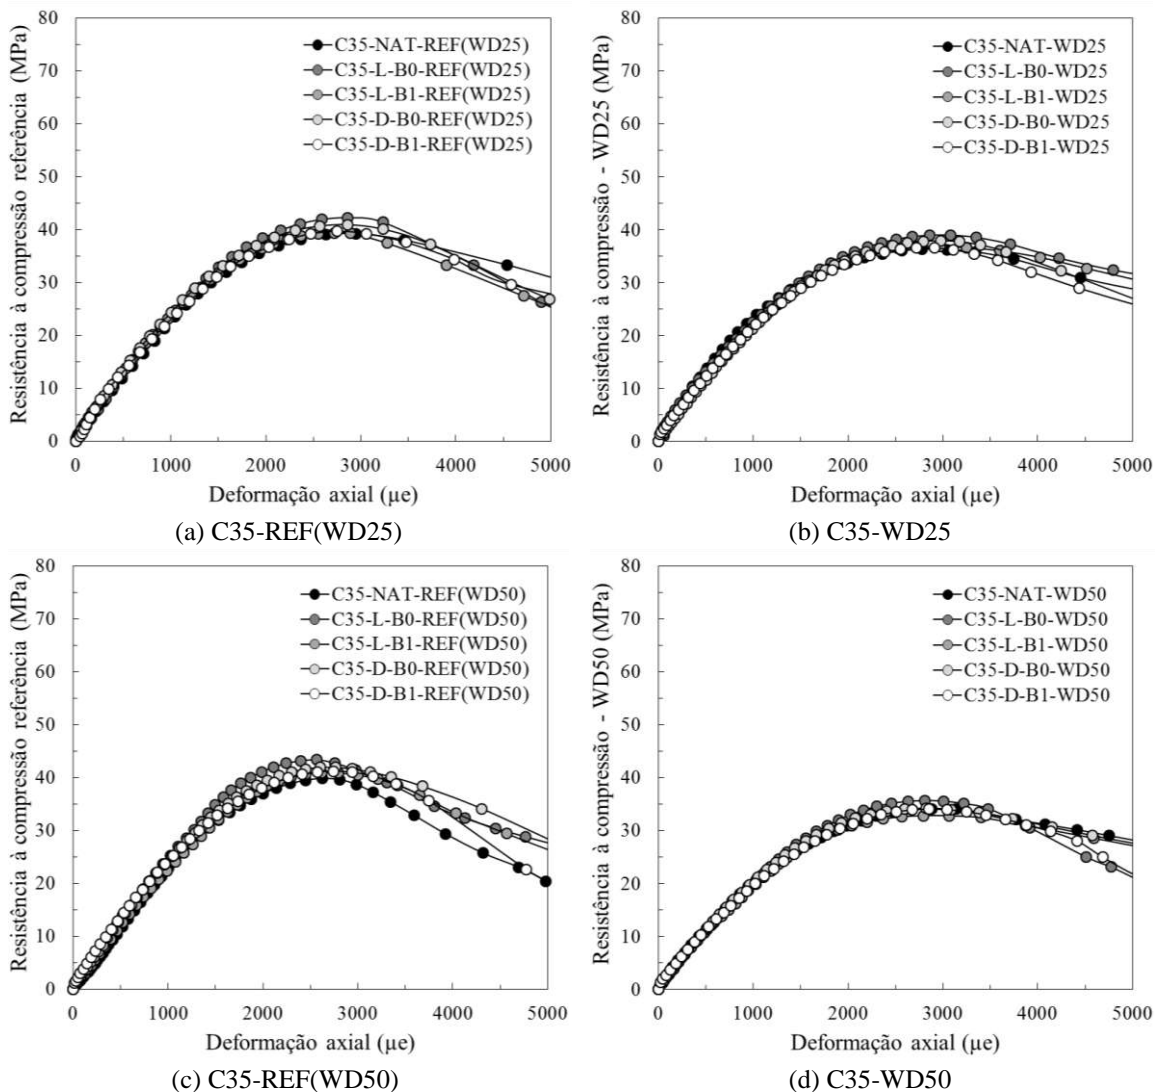 Resistência à compressão referência (MPa)
80
70
60
50
40
30
20
10
0
C35-NAT-REF(WD25)
C35-L-B0-REF(WD25)
C35-L-B1-REF(WD25)
C35-D-B0-REF(WD25)
C35-D-B1-REF(WD25)
0 1000 2000 3000 4000 5000
Deformação axial (µe)
(a) C35-REF(WD25)
Resistência à compressão - WD25 (MPa)
80
70
60
50
40
30
20
10
0
C35-NAT-WD25
C35-L-B0-WD25
C35-L-B1-WD25
C35-D-B0-WD25
C35-D-B1-WD25
0 1000 2000 3000 4000 5000
Deformação axial (µe)
(b) C35-WD25
Resistência à compressão referência (MPa)
80
70
60
50
40
30
20
10
0
C35-NAT-REF(WD50)
C35-L-B0-REF(WD50)
C35-L-B1-REF(WD50)
C35-D-B0-REF(WD50)
C35-D-B1-REF(WD50)
0 1000 2000 3000 4000 5000
Deformação axial (µe)
(c) C35-REF(WD50)
Resistência à compressão - WD50 (MPa)
80
70
60
50
40
30
20
10
0
C35-NAT-WD50
C35-L-B0-WD50
C35-L-B1-WD50
C35-D-B0-WD50
C35-D-B1-WD50
0 1000 2000 3000 4000 5000
Deformação axial (µe)
(d) C35-WD50